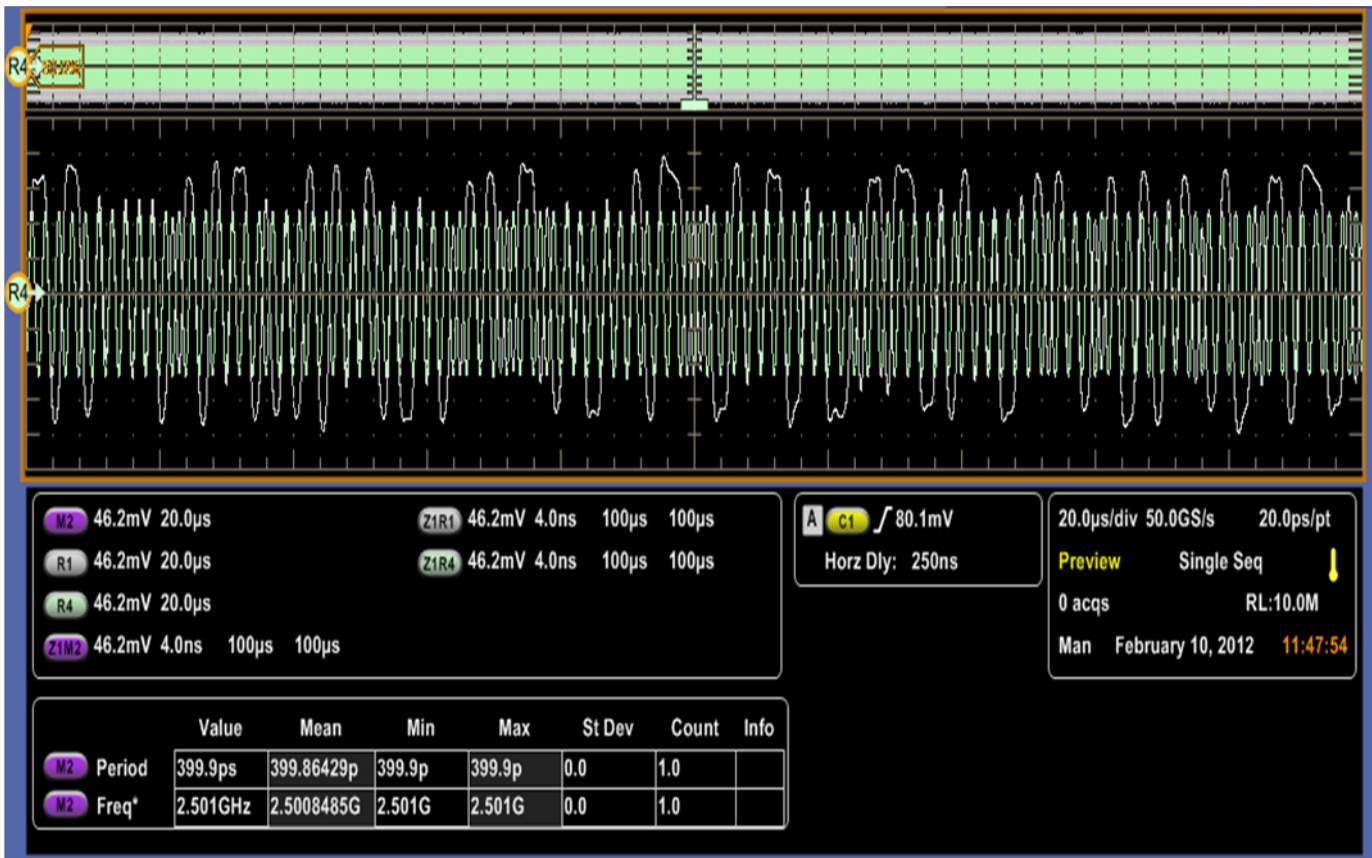 R4
R4
M2 46.2mV 20.0µs
R1 46.2mV 20.0µs
R4 46.2mV 20.0µs
Z1M2 46.2mV 4.0ns 100µs 100µs
Z1R1 46.2mV 4.0ns 100µs 100µs
Z1R4 46.2mV 4.0ns 100µs 100µs
A C1 80.1mV
Horz Dly: 250ns
20.0µs/div 50.0GS/s 20.0ps/pt
Preview Single Seq
0 acqs RL:10.0M
Man February 10, 2012 11:47:54
Value Mean Min Max St Dev Count Info
M2 Period 399.9ps 399.86429p 399.9p 399.9p 0.0 1.0
M2 Freq* 2.501GHz 2.5008485G 2.501G 2.501G 0.0 1.0